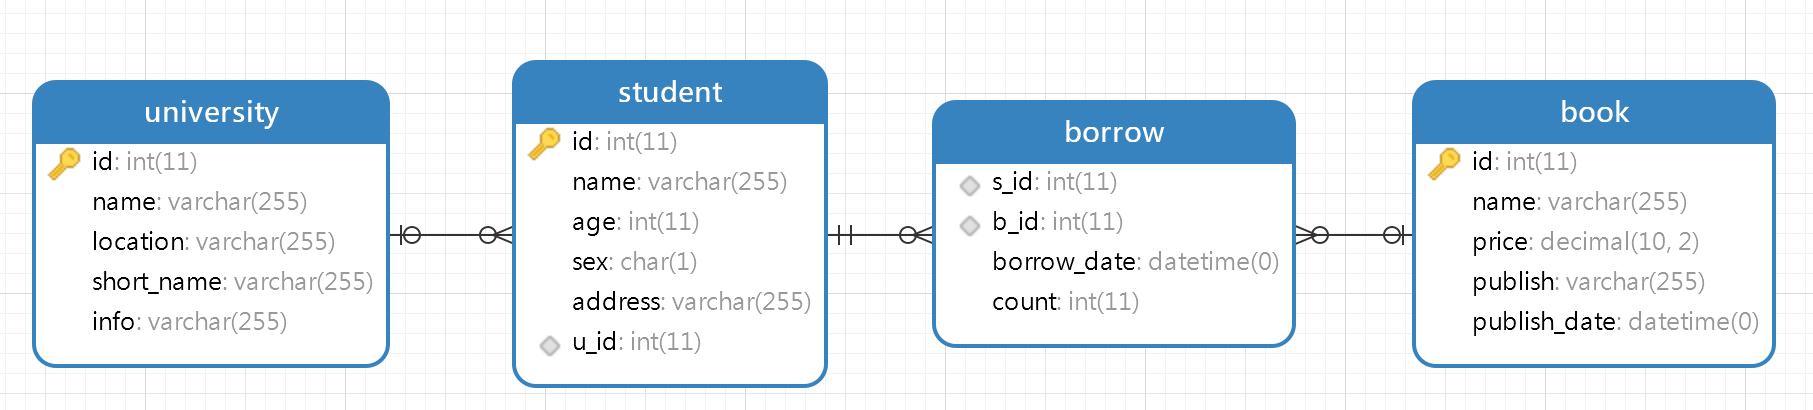 university
id: int(11)
name: varchar(255)
location: varchar(255)
short_name: varchar(255)
info: varchar(255)
student
id: int(11)
name: varchar(255)
age: int(11)
sex: char(1)
address: varchar(255)
u_id: int(11)
borrow
s_id: int(11)
b_id: int(11)
borrow_date: datetime(0)
count: int(11)
book
id: int(11)
name: varchar(255)
price: decimal(10, 2)
publish: varchar(255)
publish_date: datetime(0)